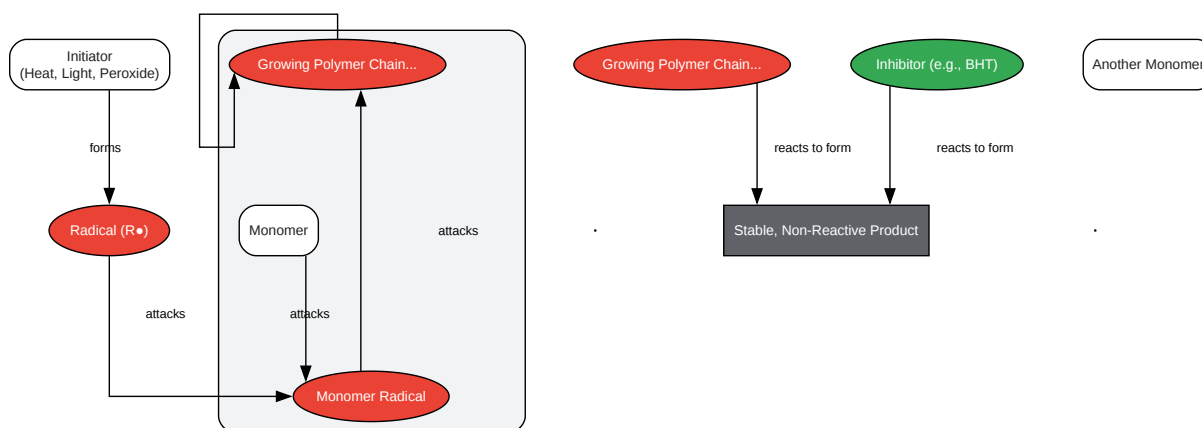 Initiator
(Heat, Light, Peroxide)
Growing Polymer Chain...
Growing Polymer Chain...
Inhibitor (e.g., BHT)
Another Monomer
forms
reacts to form
reacts to form
Radical (R●)
Monomer
attacks
Stable, Non-Reactive Product
attacks
attacks
Monomer Radical